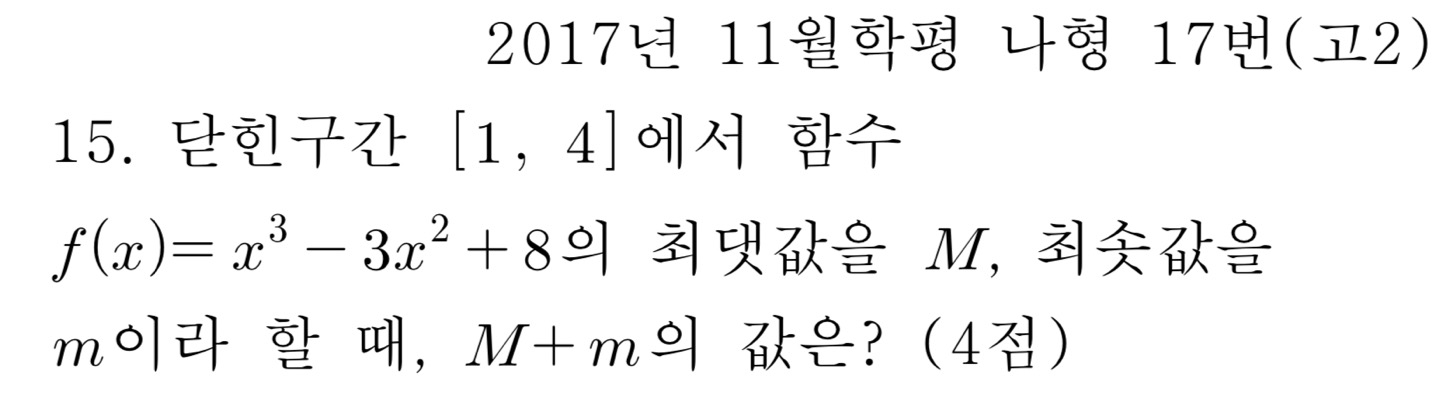 2017년 11월학평 나형 17번(고2)
15. 닫힌구간 [1, 4]에서 함수
f(x)= x³ − 3x² + 8의 최댓값을 M, 최솟값을
m이라 할 때, M+m의 값은? (4점)